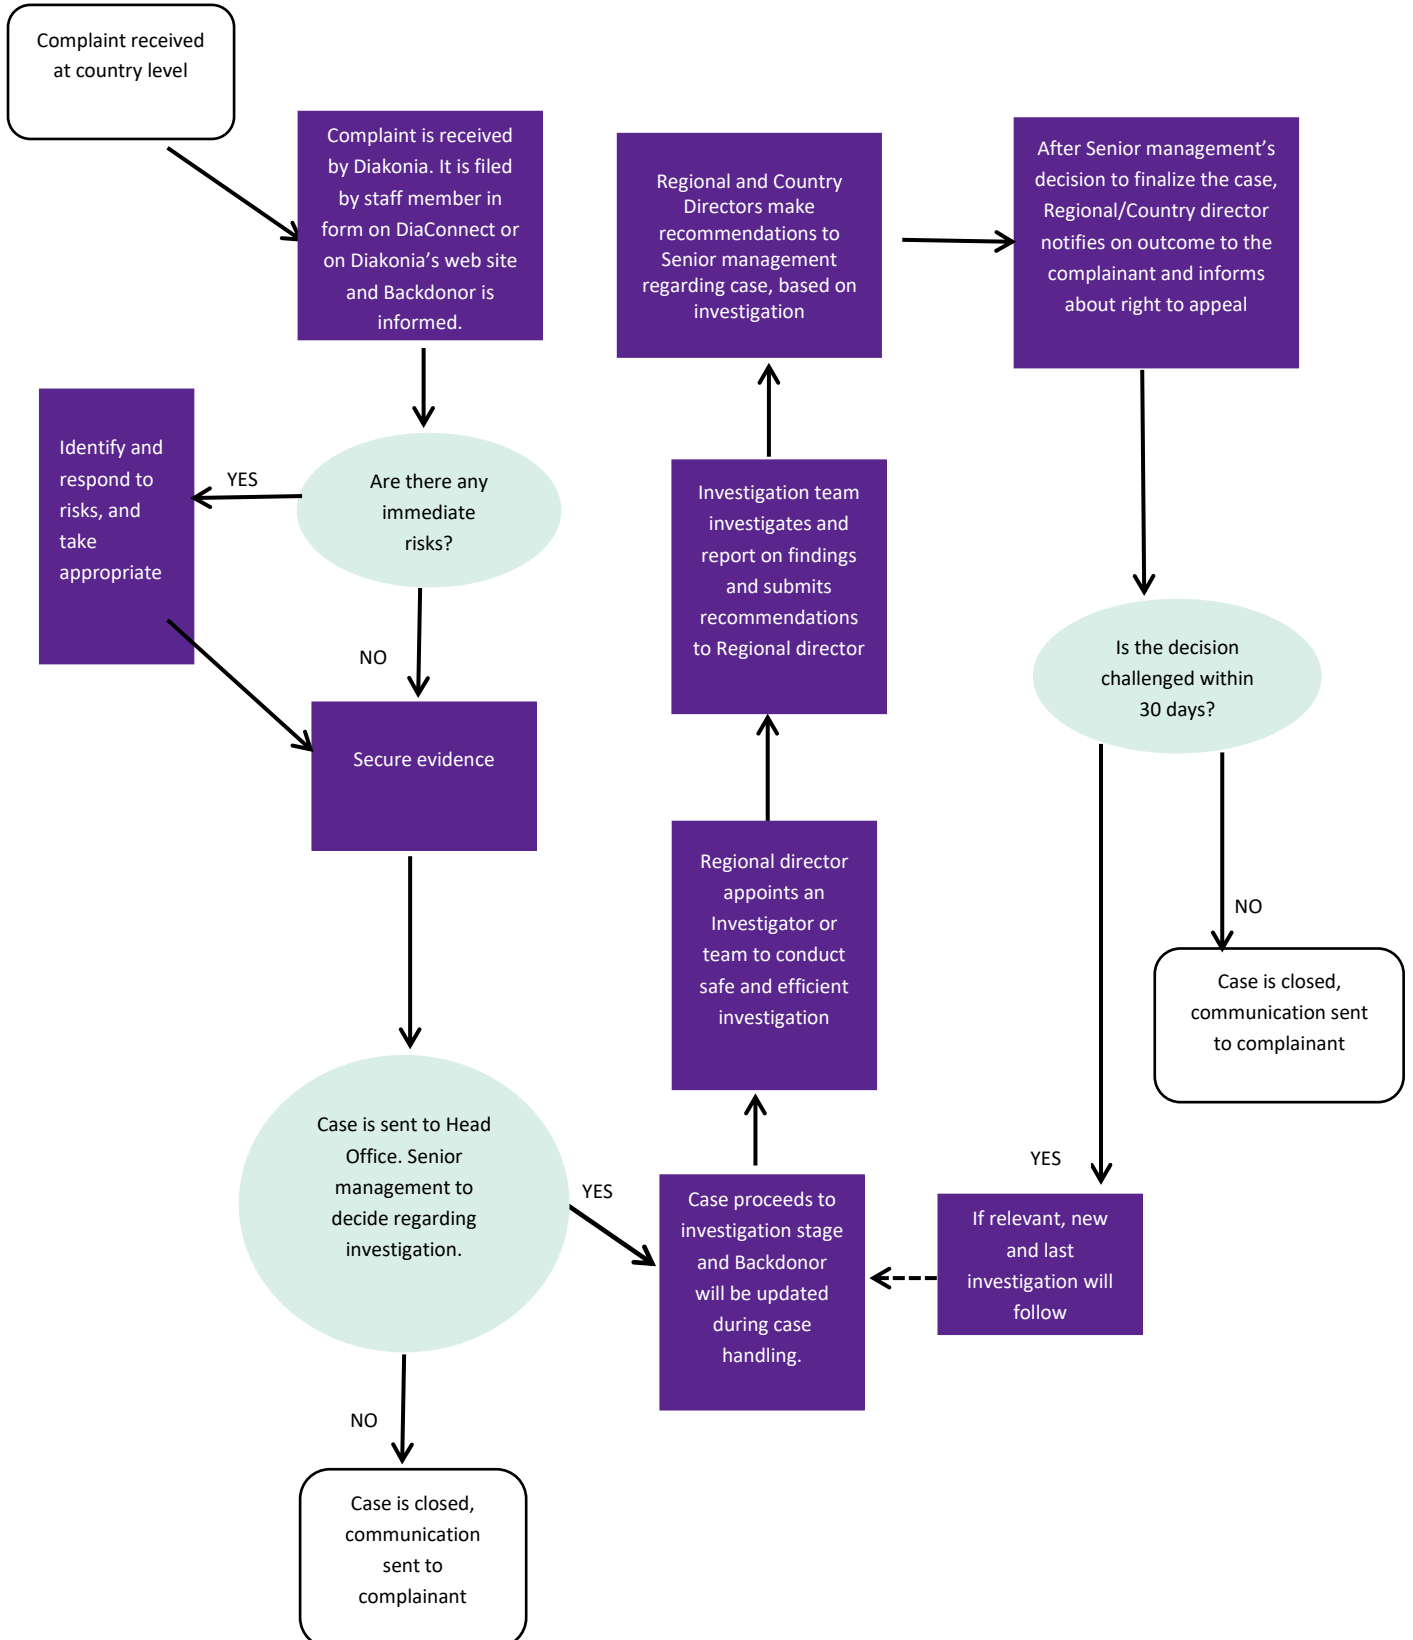 Complaint received
at country level
Complaint is received
by Diakonia. It is filed
by staff member in
form on DiaConnect or
on Diakonia’s web site
and Backdonor is
informed.
Are there any
immediate
risks?
YES
Identify and
respond to
risks, and
take
appropriate
NO
Secure evidence
Case is sent to Head
Office. Senior
management to
decide regarding
investigation.
NO
Case is closed,
communication
sent to
complainant
YES
Case proceeds to
investigation stage
and Backdonor
will be updated
during case
handling.
Regional director
appoints an
Investigator or
team to conduct
safe and efficient
investigation
Investigation team
investigates and
report on findings
and submits
recommendations
to Regional director
Regional and Country
Directors make
recommendations to
Senior management
regarding case, based on
investigation
After Senior management’s
decision to finalize the case,
Regional/Country director
notifies on outcome to the
complainant and informs
about right to appeal
Is the decision
challenged within
30 days?
NO
Case is closed,
communication sent
to complainant
YES
If relevant, new
and last
investigation will
follow